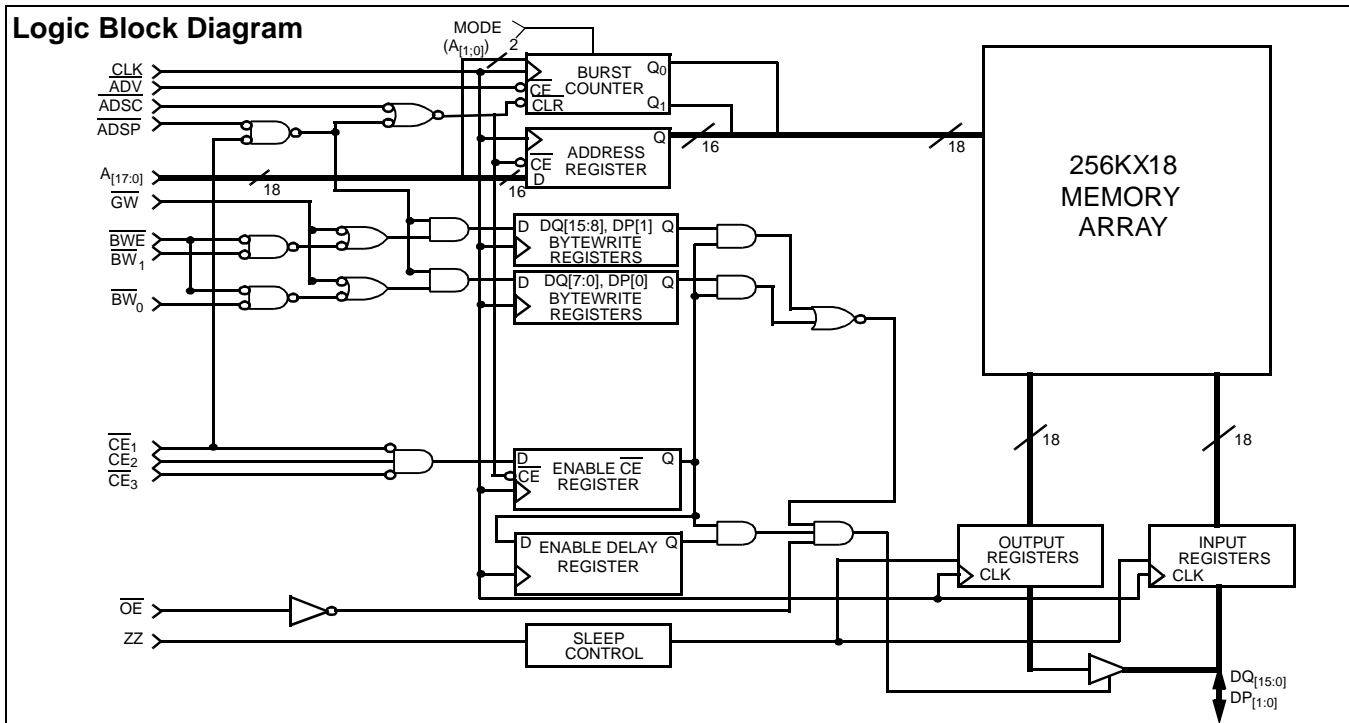 Logic Block Diagram
MODE
(A[1;0])
2
CLK
ADV
ADSC
ADSP
A[17:0]
GW
BWE
BW1
BW0
CE1
CE2
CE3
OE
ZZ
BURST
COUNTER
CE
CLR
Q0
Q1
ADDRESS
REGISTER
CE
D
Q
18
16
16
18
D
DQ[15:8], DP[1]
Q
BYTEWRITE
REGISTERS
D
DQ[7:0], DP[0]
Q
BYTEWRITE
REGISTERS
D
ENABLE CE
Q
CE
REGISTER
D
ENABLE DELAY
Q
REGISTER
SLEEP
CONTROL
256KX18
MEMORY
ARRAY
18
18
OUTPUT
REGISTERS
CLK
INPUT
REGISTERS
CLK
DQ[15:0]
DP[1:0]